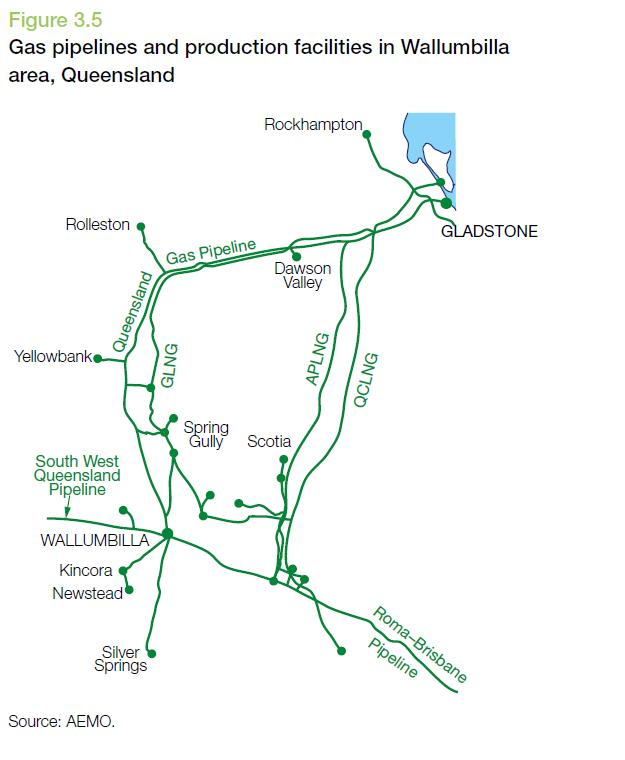 Figure 3.5
Gas pipelines and production facilities in Wallumbilla
area, Queensland
Rockhampton
GLADSTONE
Rolleston
Gas Pipeline
Dawson
Valley
Queensland
Yellowbank
GLNG
APLNG
QCLNG
Spring
Gully
Scotia
South West
Queensland
Pipeline
WALLUMBILLA
Kincora
Newstead
Silver
Springs
Roma–Brisbane
Pipeline
Source: AEMO.